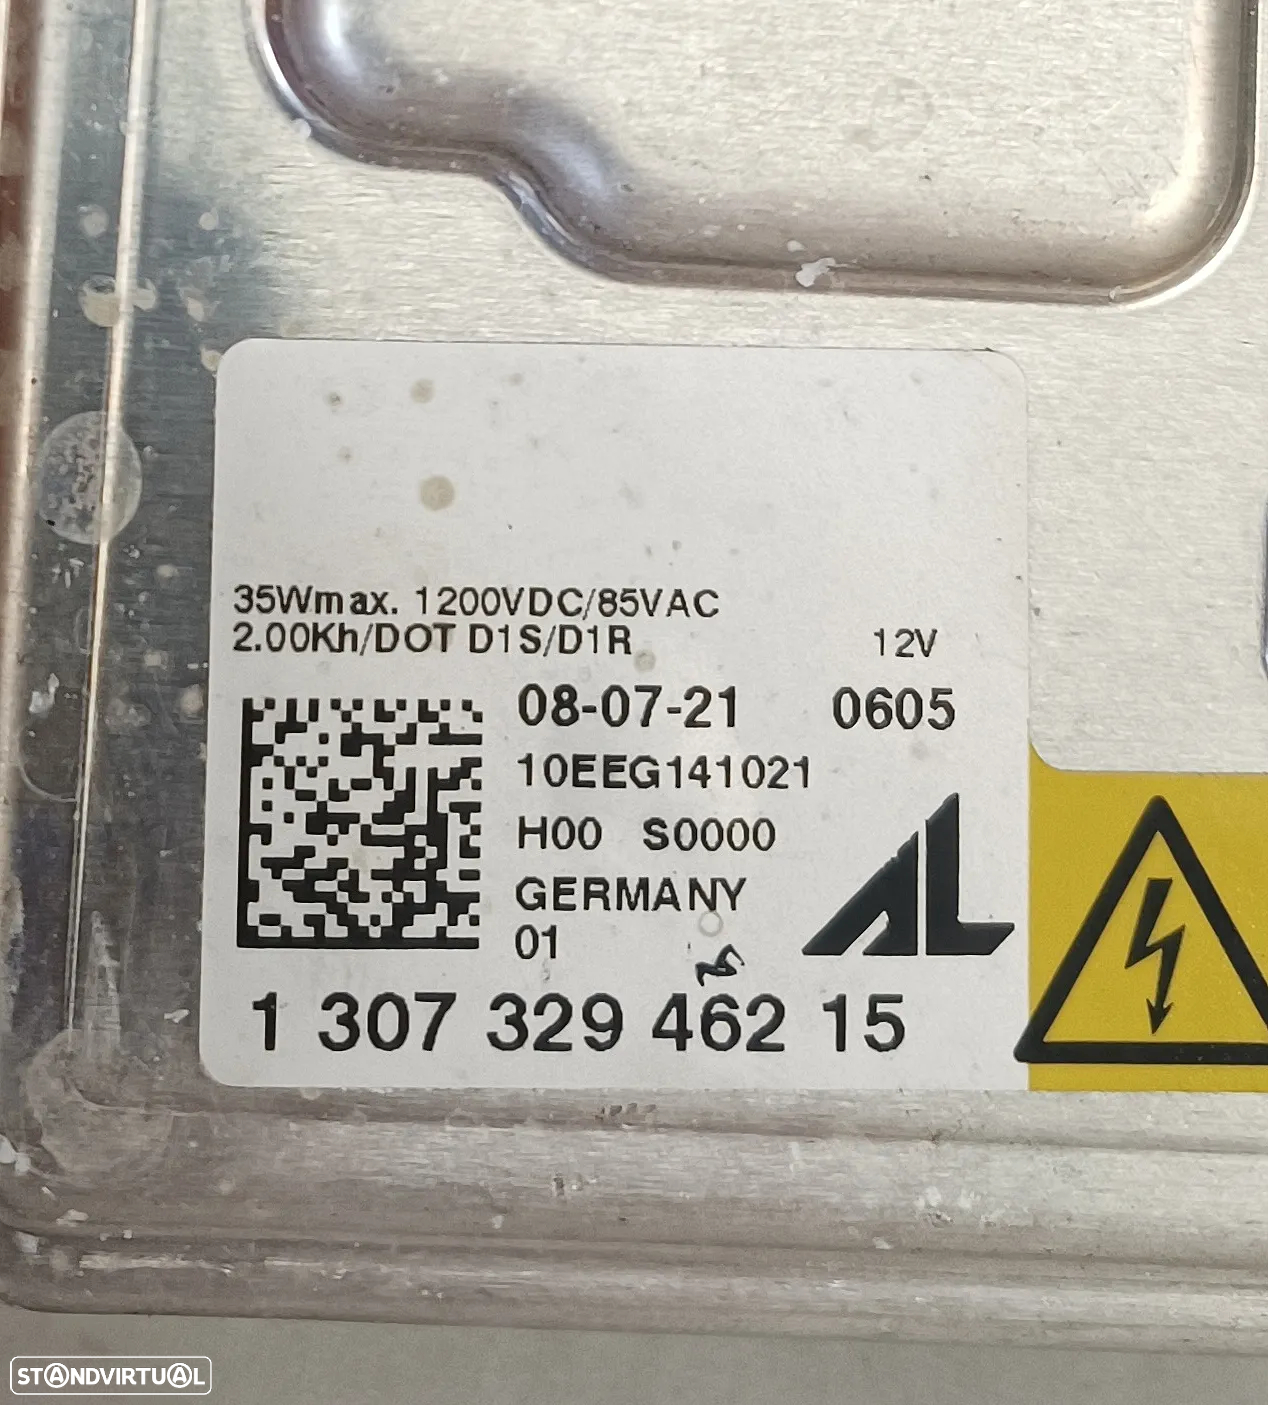 35Wmax. 1200VDC/85VAC
2.00Kh/DOT D1S/D1R 12V
08-07-21 0605
10EEG141021
H00 S0000
GERMANY
01
AL
1 307 329 462 15
STANDVIRTUAL